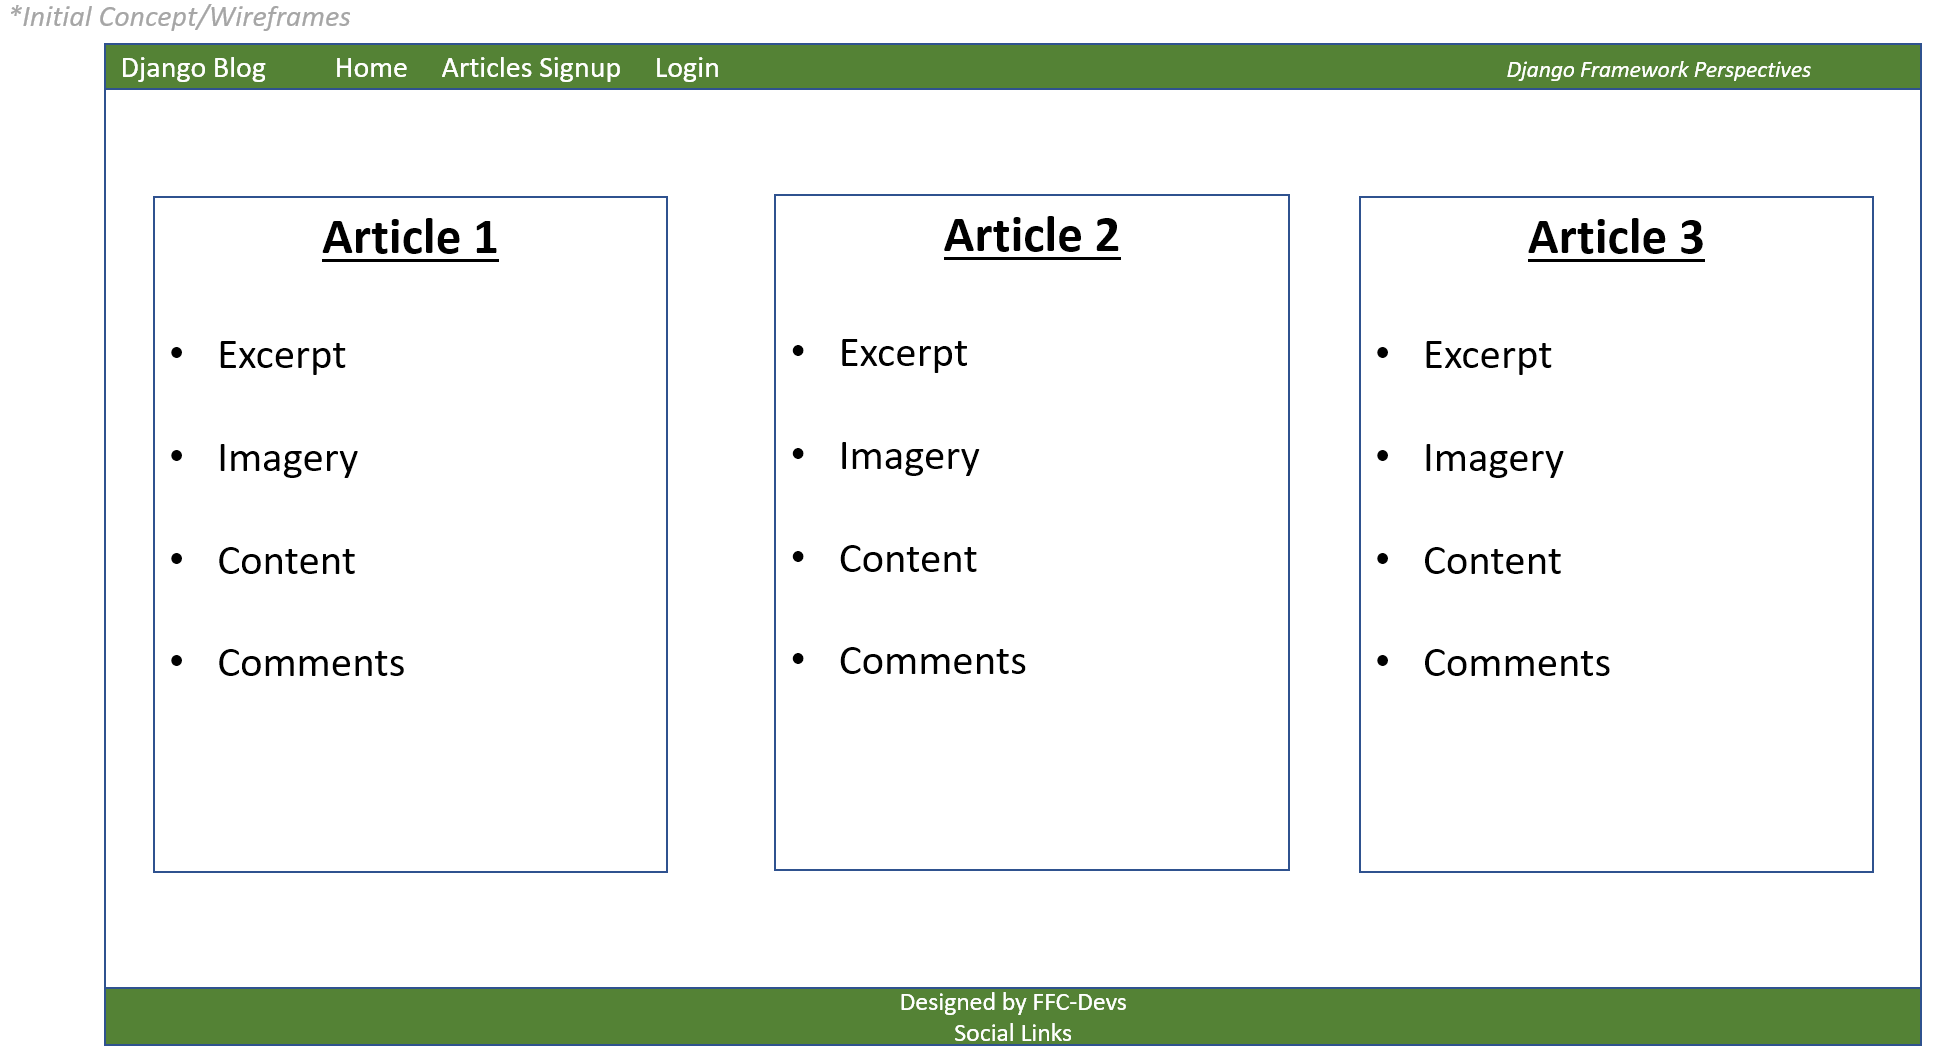 *Initial Concept/Wireframes
Django Blog Home Articles Signup Login Django Framework Perspectives
Article 1
• Excerpt
• Imagery
• Content
• Comments
Article 2
• Excerpt
• Imagery
• Content
• Comments
Article 3
• Excerpt
• Imagery
• Content
• Comments
Designed by FFC-Devs
Social Links